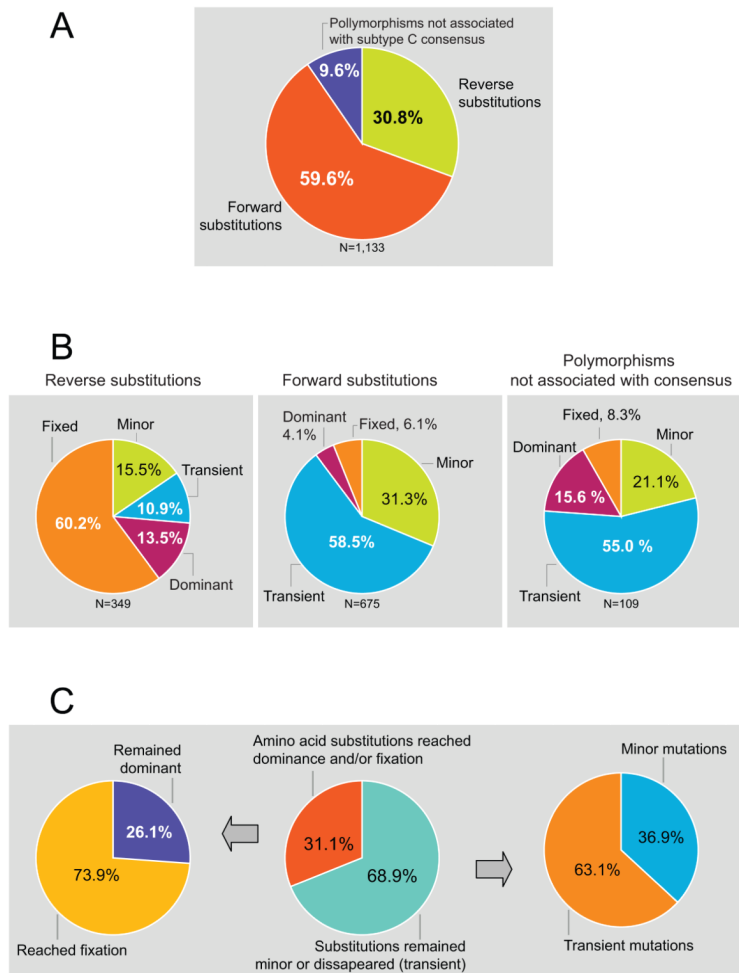 A
Pollymorphisms not associated
with subtype C consensus
9.6%
Reverse
substitutions
30.8%
59.6%
Forward
substitutions
N=1,133
B
Reverse substitutions
Fixed
Minor
15.5%
Transient
10.9%
60.2%
13.5%
Dominant
N=349
Forward substitutions
Dominant
4.1%
Fixed, 6.1%
Minor
31.3%
58.5%
Transient
N=675
Polymorphisms
not associated with consensus
Fixed, 8.3%
Dominant
Minor
15.6 %
21.1%
55.0 %
Transient
N=109
C
Remained
dominant
26.1%
73.9%
Reached fixation
Amino acid substitutions reached
dominance and/or fixation
31.1%
68.9%
Substitutions remained
minor or dissapeared (transient)
Minor mutations
36.9%
63.1%
Transient mutations